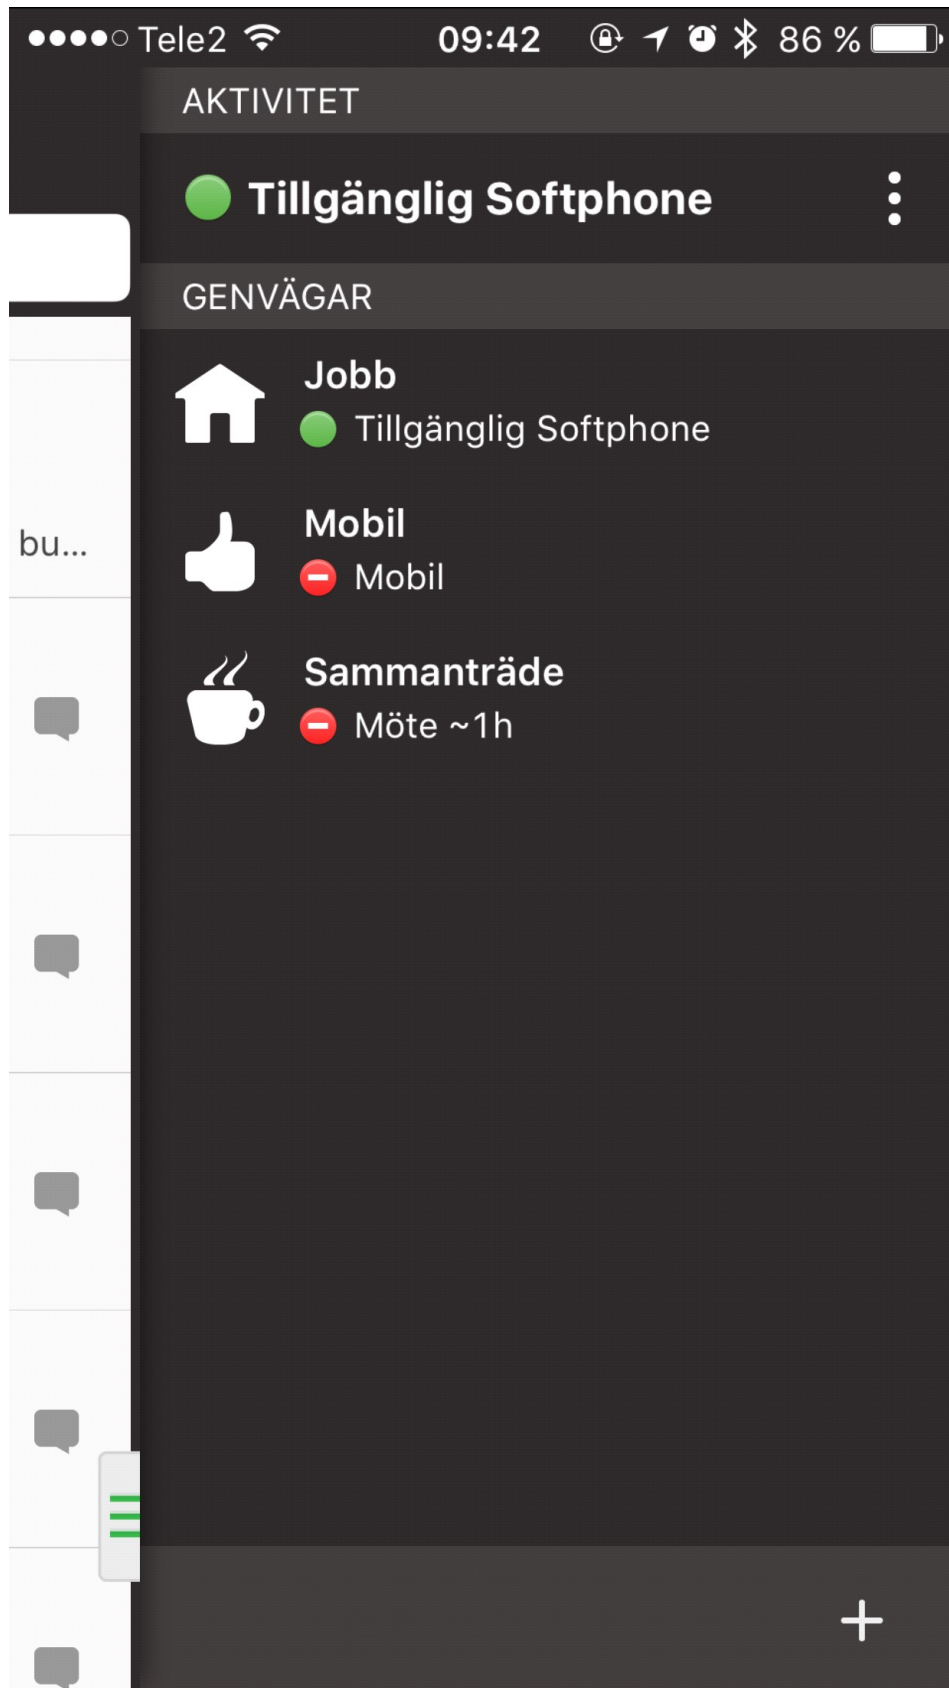 Tele2 09:42 86 %
AKTIVITET
Tillgänglig Softphone
GENVÄGAR
Jobb
Tillgänglig Softphone
bu...
Mobil
Mobil
Sammanträde
Möte ~1h